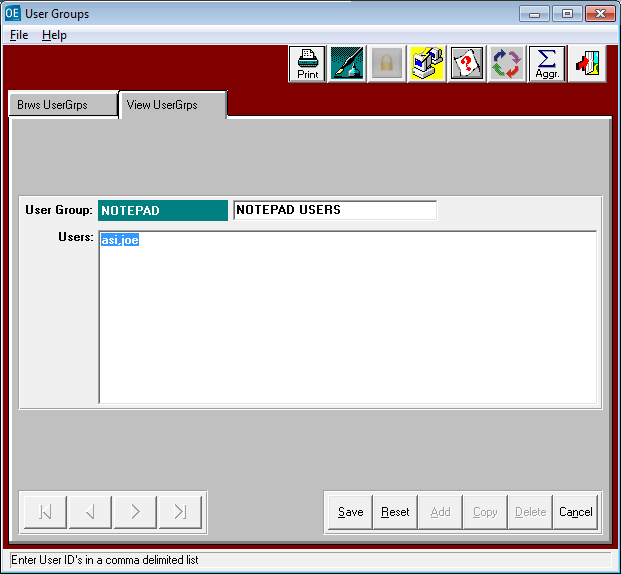 OE User Groups
File Help
Print Σ Aggr.
Brws UserGrps View UserGrps
User Group: NOTEPAD NOTEPAD USERS
Users: asi,joe
Save Reset Add Copy Delete Cancel
Enter User ID's in a comma delimited list